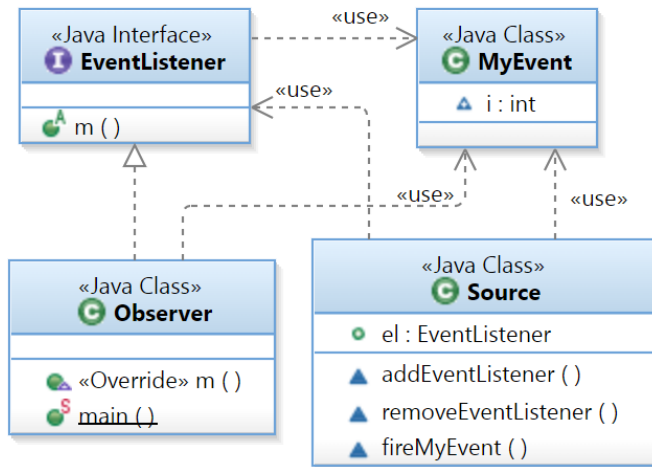 «Java Interface»
I EventListener
m ( )
A
«use»
«Java Class»
C MyEvent
i : int
«use»
«use»
«use»
«Java Class»
C Observer
«Override» m ( )
S
main ( )
«Java Class»
C Source
el : EventListener
addEventListener ( )
removeEventListener ( )
fireMyEvent ( )